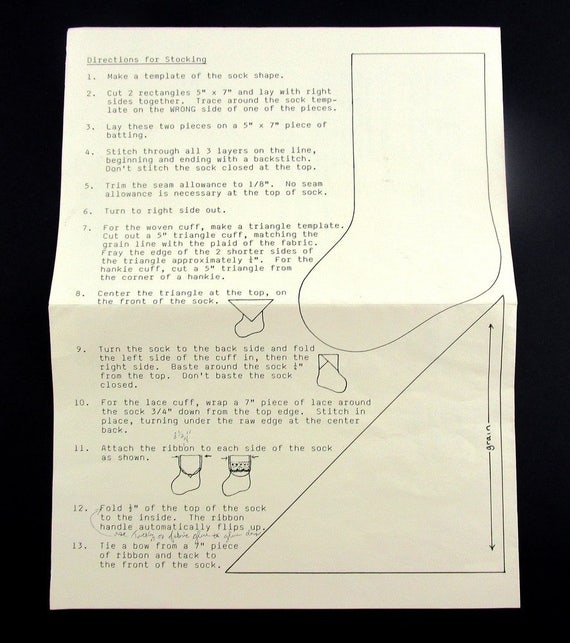 Directions for Stocking
1. Make a template of the sock shape.
2. Cut 2 rectangles 5" x 7" and lay with right
sides together. Trace around the sock temp-
late on the WRONG side of one of the pieces.
3. Lay these two pieces on a 5" x 7" piece of
batting.
4. Stitch through all 3 layers on the line,
beginning and ending with a backstitch.
Don't stitch the sock closed at the top.
5. Trim the seam allowance to 1/8". No seam
allowance is necessary at the top of sock.
6. Turn to right side out.
7. For the woven cuff, make a triangle template.
Cut out a 5" triangle cuff, matching the
grain line with the plaid of the fabric.
Fray the edge of the 2 shorter sides of
the triangle approximately ¼". For the
hankie cuff, cut a 5" triangle from
the corner of a hankie.
8. Center the triangle at the top, on
the front of the sock.
9. Turn the sock to the back side and fold
the left side of the cuff in, then the
right side. Baste around the sock ¼"
from the top. Don't baste the sock
closed.
10. For the lace cuff, wrap a 7" piece of lace around
the sock 3/4" down from the top edge. Stitch in
place, turning under the raw edge at the center
back.
11. Attach the ribbon to each side of the sock
as shown.
12. Fold ½" of the top of the sock
to the inside. The ribbon
handle automatically flips up.
use tacky or fabric glue to glue down
13. Tie a bow from a 7" piece
of ribbon and tack to
the front of the sock.
grain